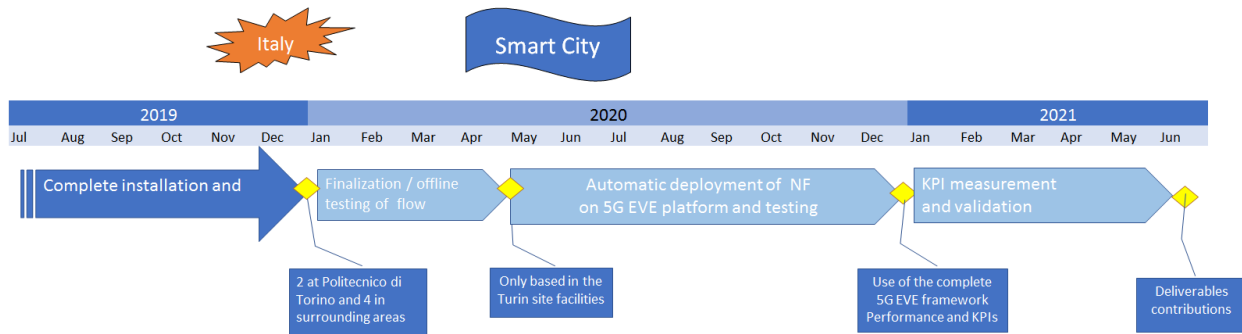 Italy
Smart City
2019 2020 2021
Jul Aug Sep Oct Nov Dec Jan Feb Mar Apr May Jun Jul Aug Sep Oct Nov Dec Jan Feb Mar Apr May Jun
Complete installation and
Finalization / offline
testing of flow
Automatic deployment of NF
on 5G EVE platform and testing
KPI measurement
and validation
2 at Politecnico di
Torino and 4 in
surrounding areas
Only based in the
Turin site facilities
Use of the complete
5G EVE framework
Performance and KPIs
Deliverables
contributions